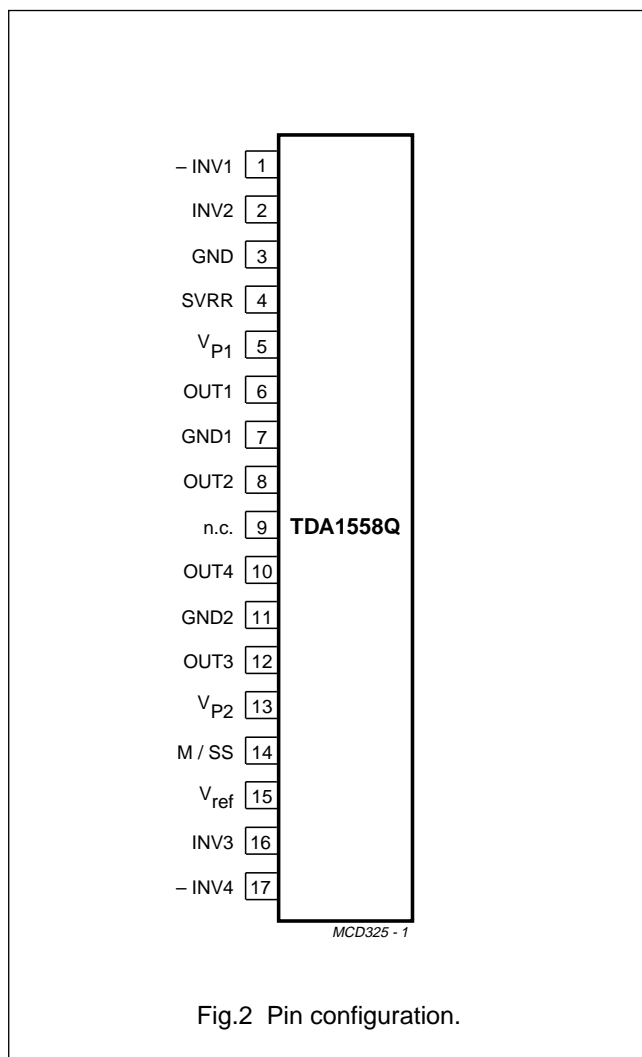 – INV1 1
INV2 2
GND 3
SVRR 4
VP1 5
OUT1 6
GND1 7
OUT2 8
n.c. 9 TDA1558Q
OUT4 10
GND2 11
OUT3 12
VP2 13
M / SS 14
Vref 15
INV3 16
– INV4 17
MCD325 - 1
Fig.2 Pin configuration.